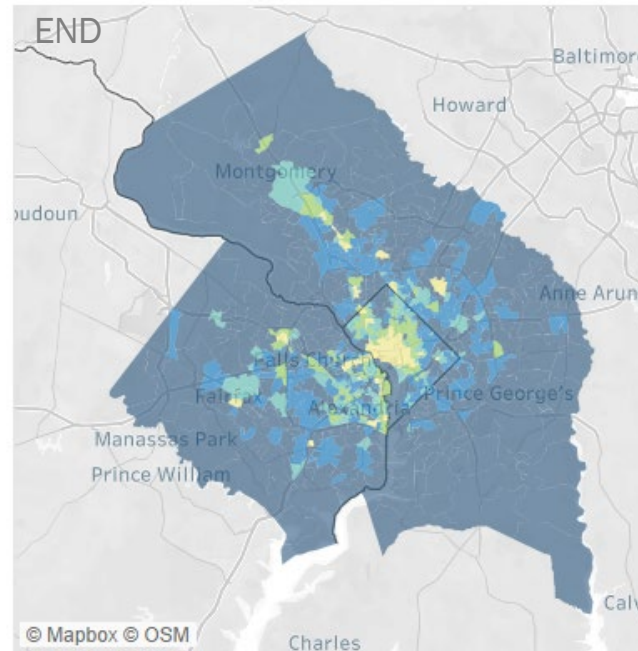 END
Baltimore
Howard
Montgomery
oudoun
Anne Arun
Falls Church
Fairfax
Prince George's
Alexandria
Manassas Park
Prince William
© Mapbox © OSM
Charles
Calv